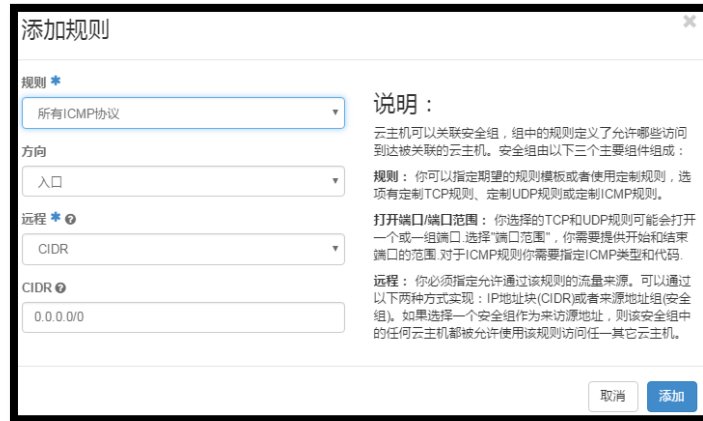 添加规则
×
规则 *
所有ICMP协议
方向
入口
远程 * ?
CIDR
CIDR ?
0.0.0.0/0
说明：
云主机可以关联安全组，组中的规则定义了允许哪些访问
到达被关联的云主机。安全组由以下三个主要组件组成：
规则： 你可以指定期望的规则模板或者使用定制规则，选
项有定制TCP规则、定制UDP规则或定制ICMP规则。
打开端口/端口范围： 你选择的TCP和UDP规则可能会打开
一个或一组端口.选择"端口范围"，你需要提供开始和结束
端口的范围.对于ICMP规则你需要指定ICMP类型和代码.
远程： 你必须指定允许通过该规则的流量来源。可以通过
以下两种方式实现：IP地址块(CIDR)或者来源地址组(安全
组)。如果选择一个安全组作为来访源地址，则该安全组中
的任何云主机都被允许使用该规则访问任一其它云主机。
取消
添加